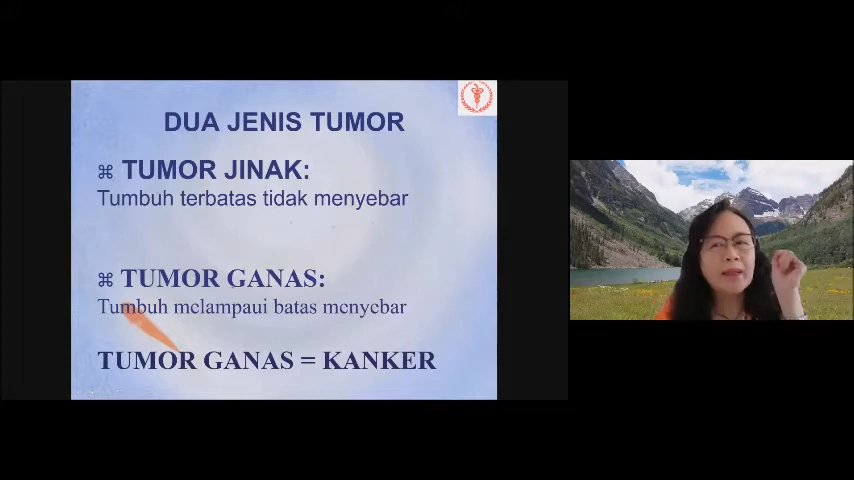 DUA JENIS TUMOR
⌘ TUMOR JINAK:
Tumbuh terbatas tidak menyebar
⌘ TUMOR GANAS:
Tumbuh melampaui batas menyebar
TUMOR GANAS = KANKER